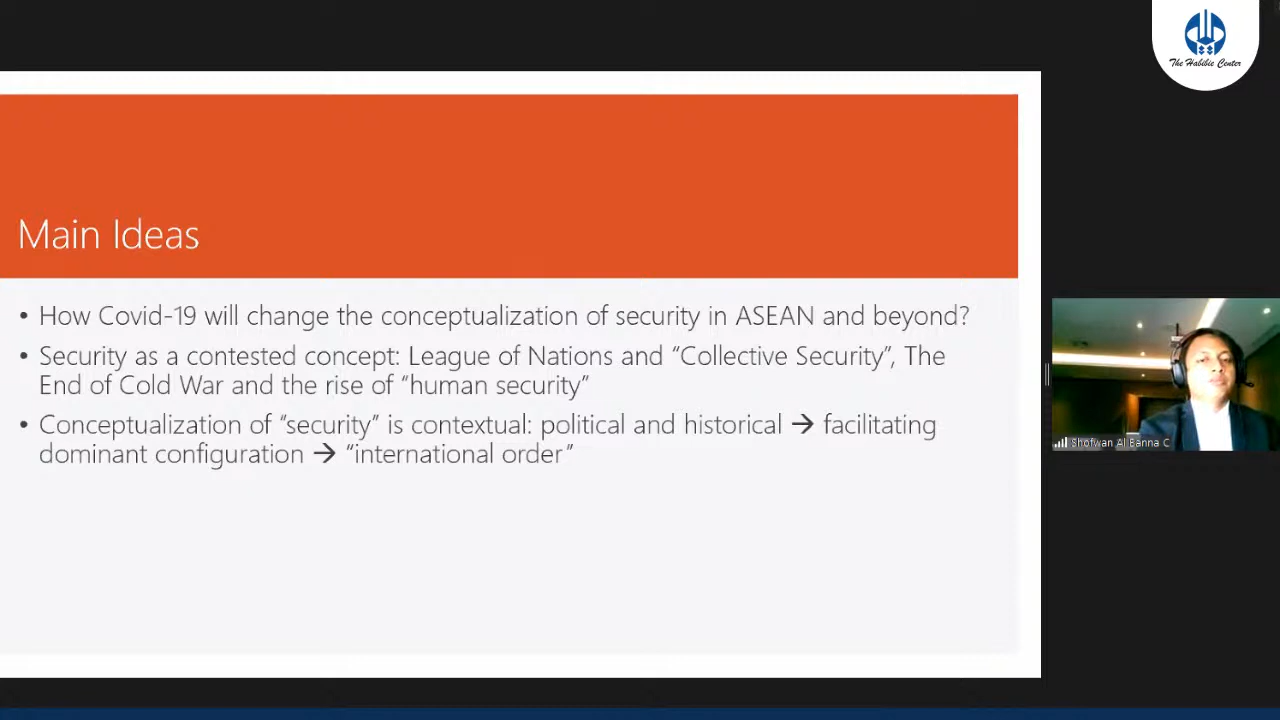 The Habibie Center
Main Ideas
• How Covid-19 will change the conceptualization of security in ASEAN and beyond?
• Security as a contested concept: League of Nations and “Collective Security”, The
End of Cold War and the rise of “human security”
• Conceptualization of “security” is contextual: political and historical → facilitating
dominant configuration → “international order”
Shofwan Al Banna C